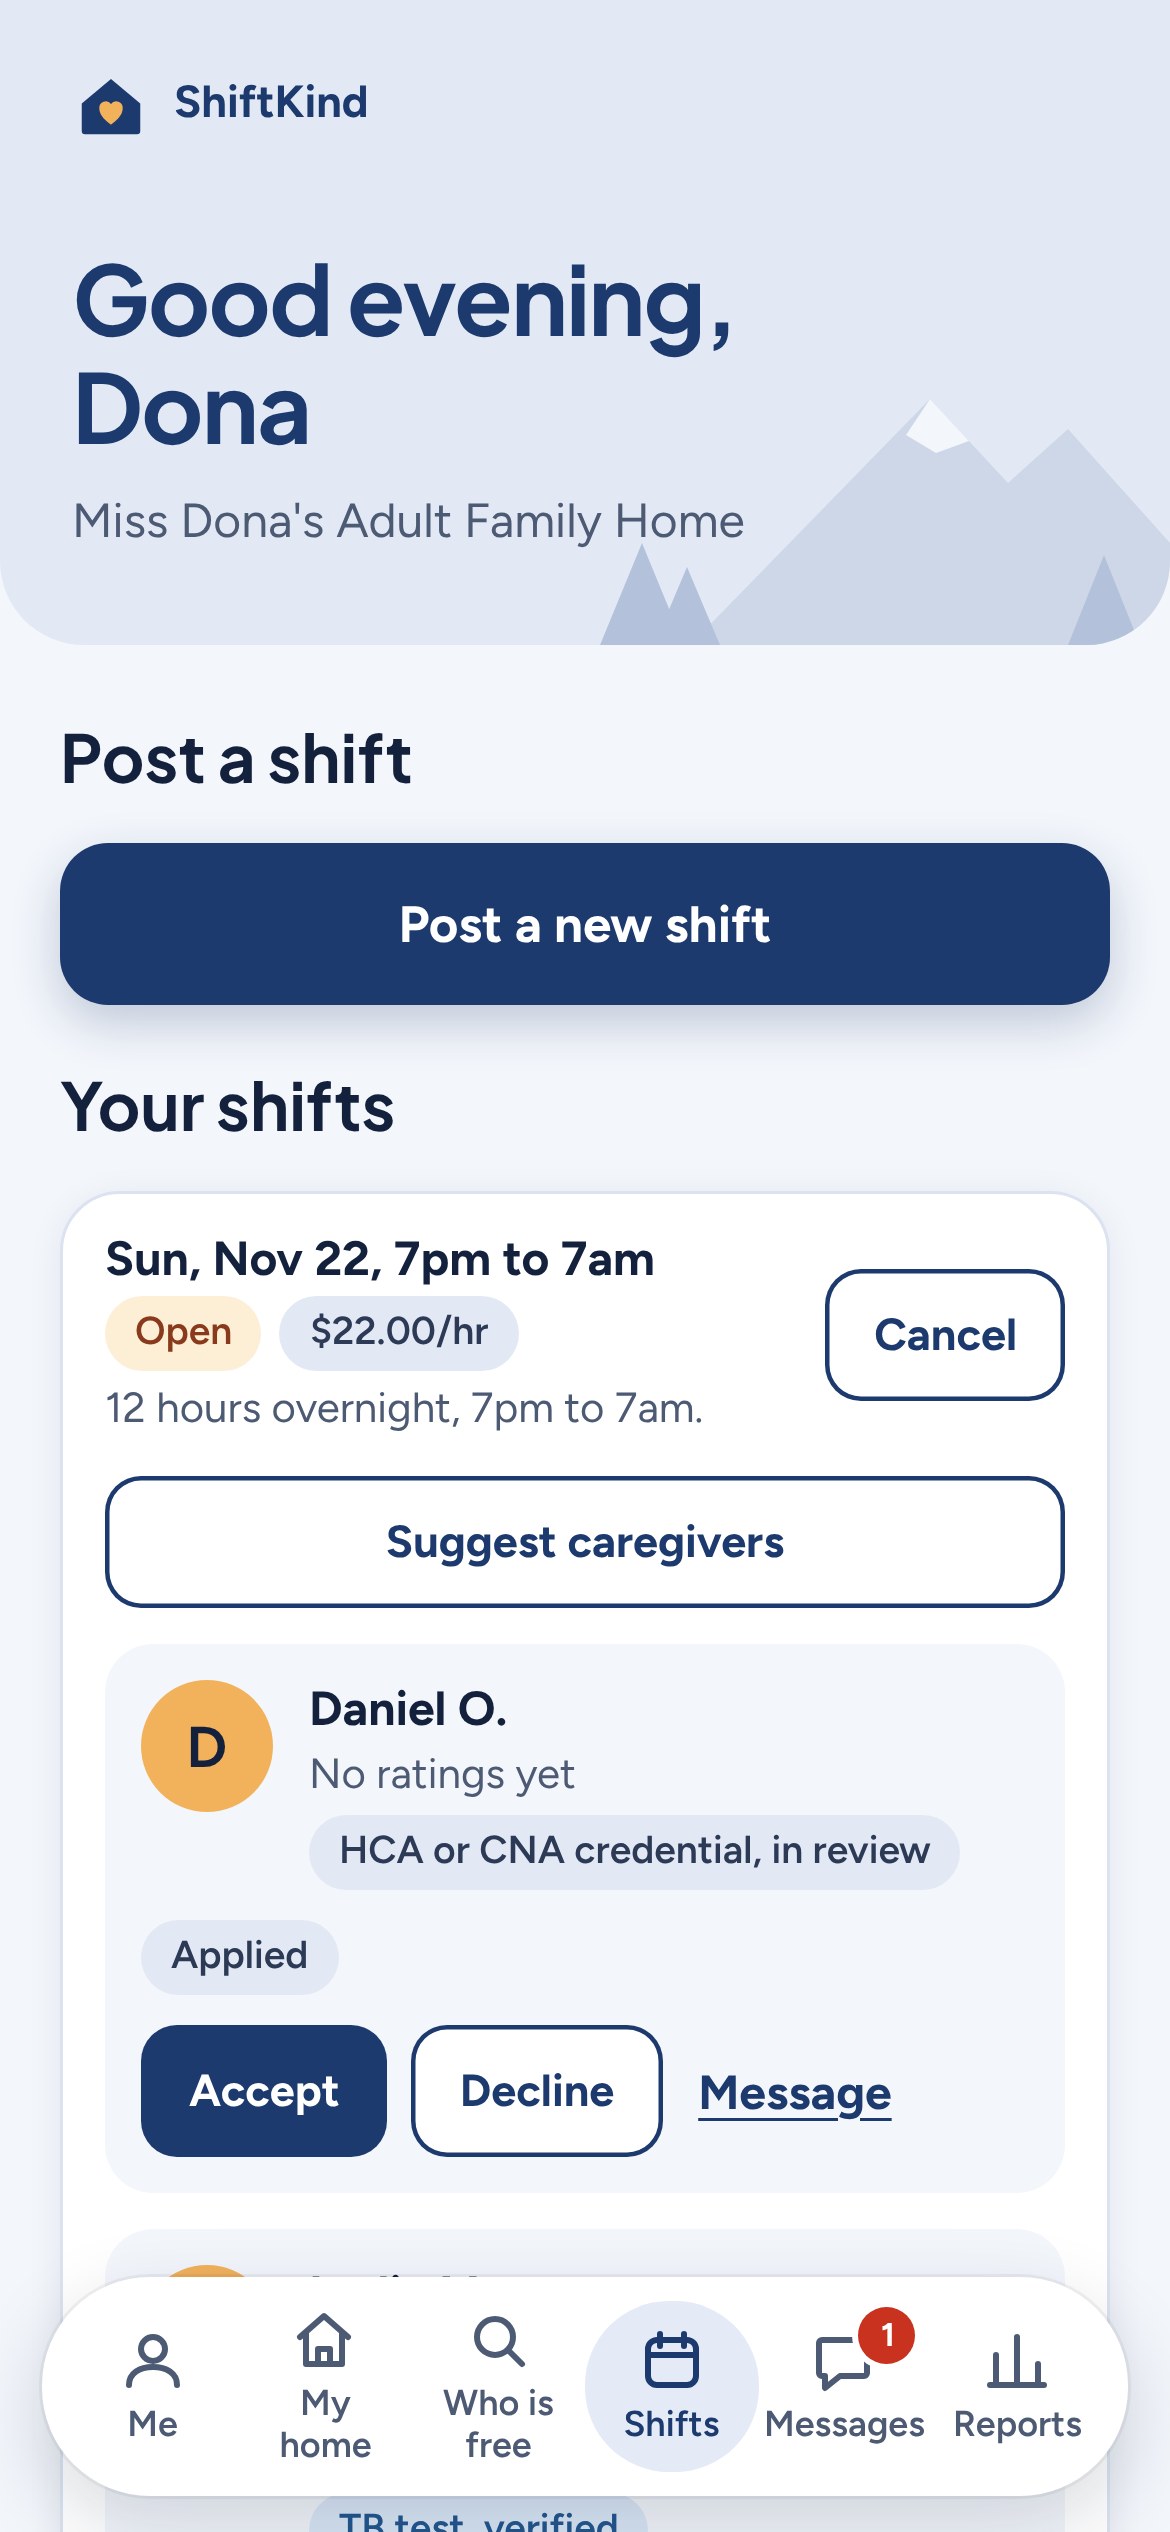 ShiftKind
Good evening,
Dona
Miss Dona's Adult Family Home
Post a shift
Post a new shift
Your shifts
Sun, Nov 22, 7pm to 7am
Open
$22.00/hr
Cancel
12 hours overnight, 7pm to 7am.
Suggest caregivers
D
Daniel O.
No ratings yet
HCA or CNA credential, in review
Applied
Accept
Decline
Message
Me
My
home
Who is
free
Shifts
1
Messages
Reports
TB test, verified